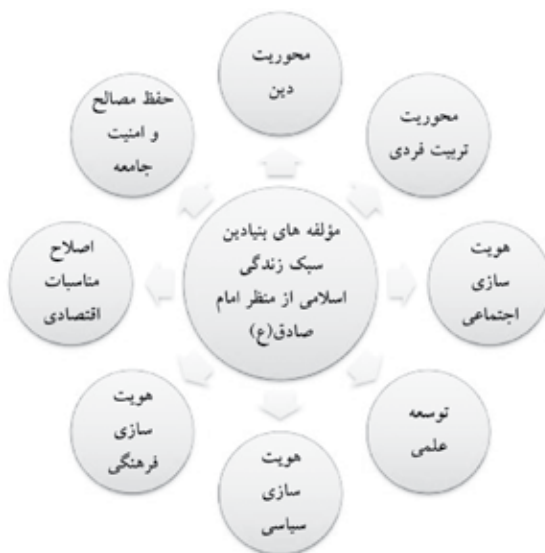 محوریت
دین
محوریت
تربیت فردی
هویت
سازی
اجتماعی
توسعه
علمی
هویت
سازی
سیاسی
هویت
سازی
فرهنگی
اصلاح
مناسبات
اقتصادی
حفظ مصالح
و امنیت
جامعه
مؤلفه های بنیادین
سبک زندگی
اسلامی از منظر امام
صادق(ع)